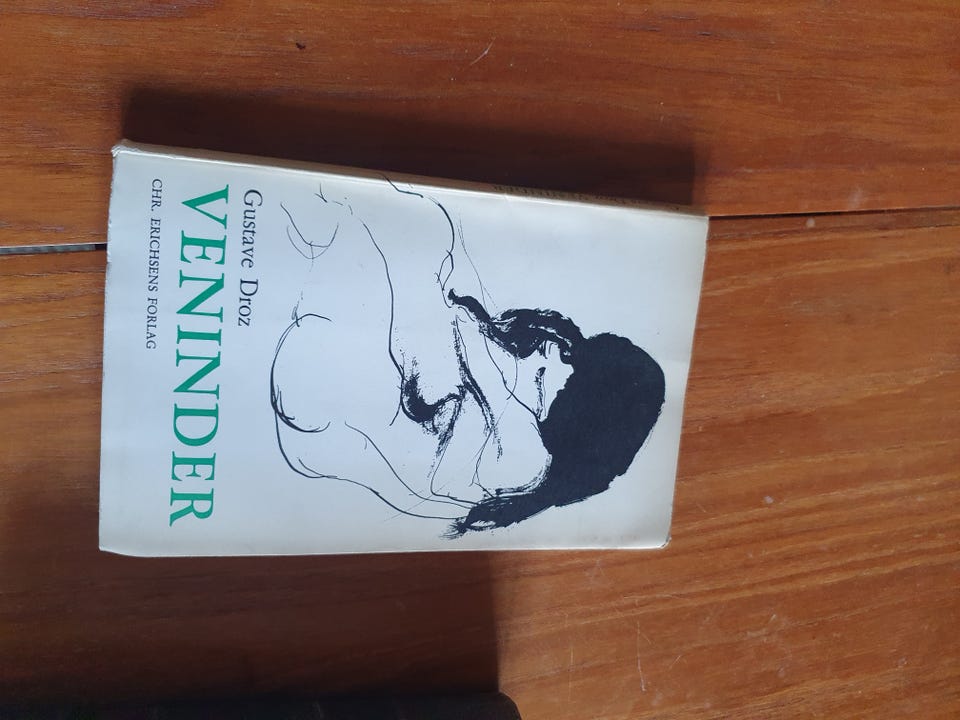 Gustave Droz
VENINDER
CHR. ERICHSENS FORLAG